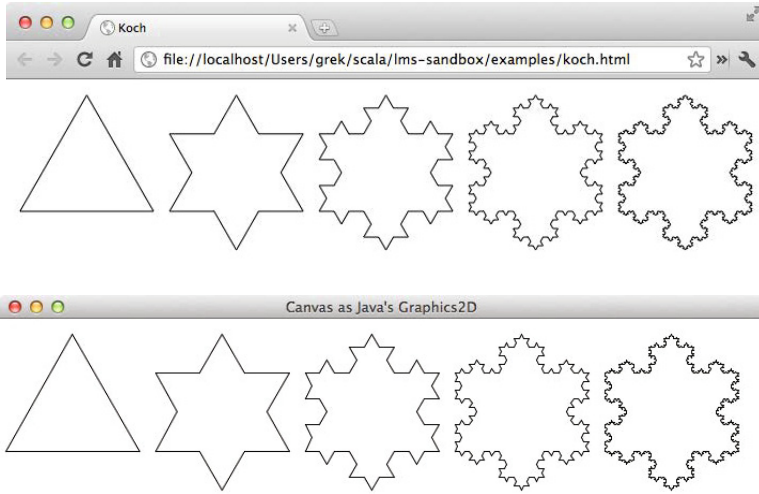 Koch
file://localhost/Users/grek/scala/lms-sandbox/examples/koch.html
Canvas as Java's Graphics2D